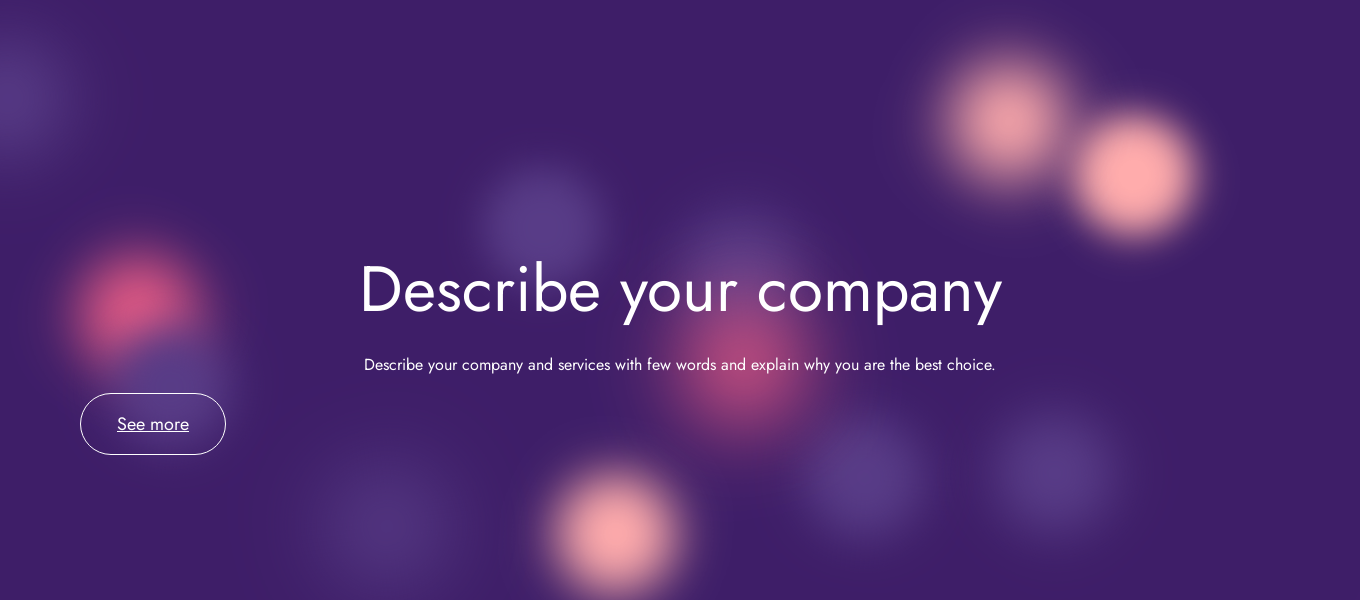 Describe your company
Describe your company and services with few words and explain why you are the best choice.
See more